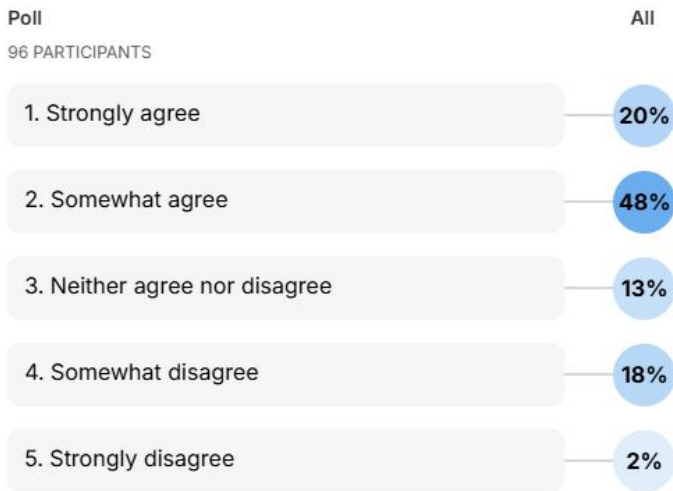 Poll All
96 PARTICIPANTS
1. Strongly agree 20%
2. Somewhat agree 48%
3. Neither agree nor disagree 13%
4. Somewhat disagree 18%
5. Strongly disagree 2%